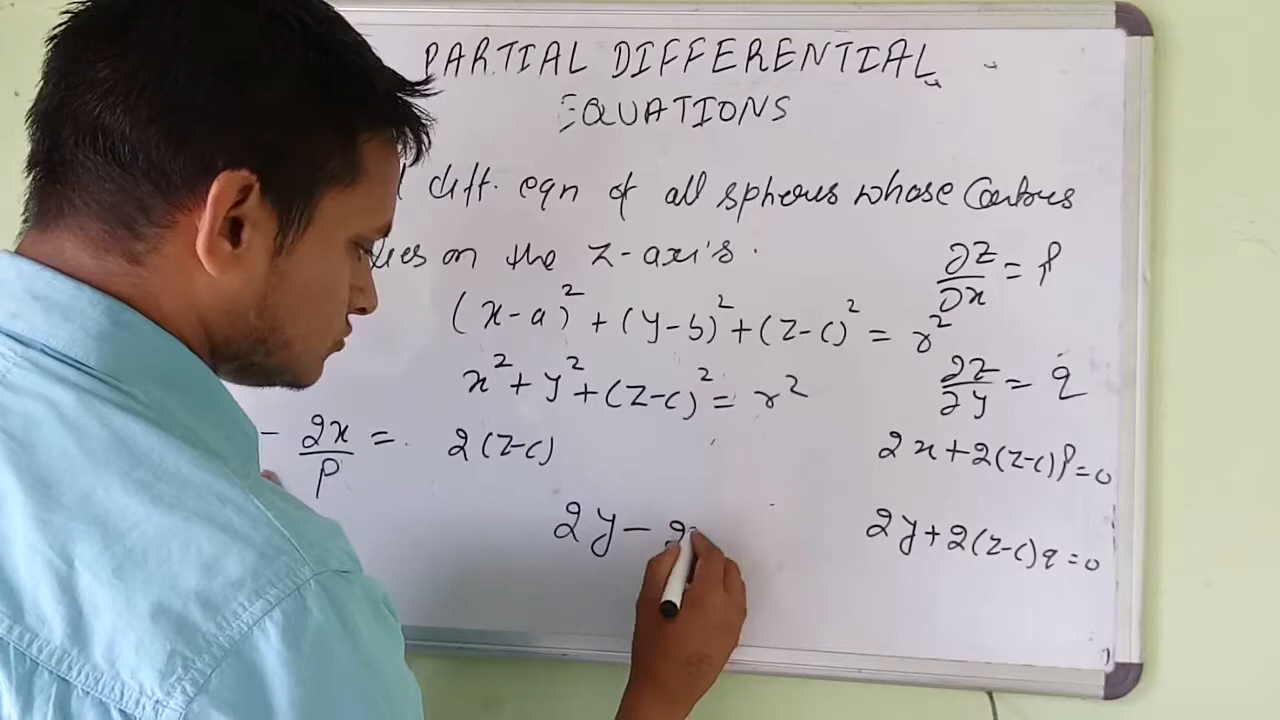 PARTIAL DIFFERENTIAL
EQUATIONS
diff. eqn of all spheres whose Centres
lies on the Z-axis.
∂z/∂x = p
(x-a)² + (y-b)² + (z-c)² = r²
x² + y² + (z-c)² = r²
∂z/∂y = q
- 2x/p = 2(z-c)
2x+2(z-c)p=0
2y - 2
2y+2(z-c)q=0